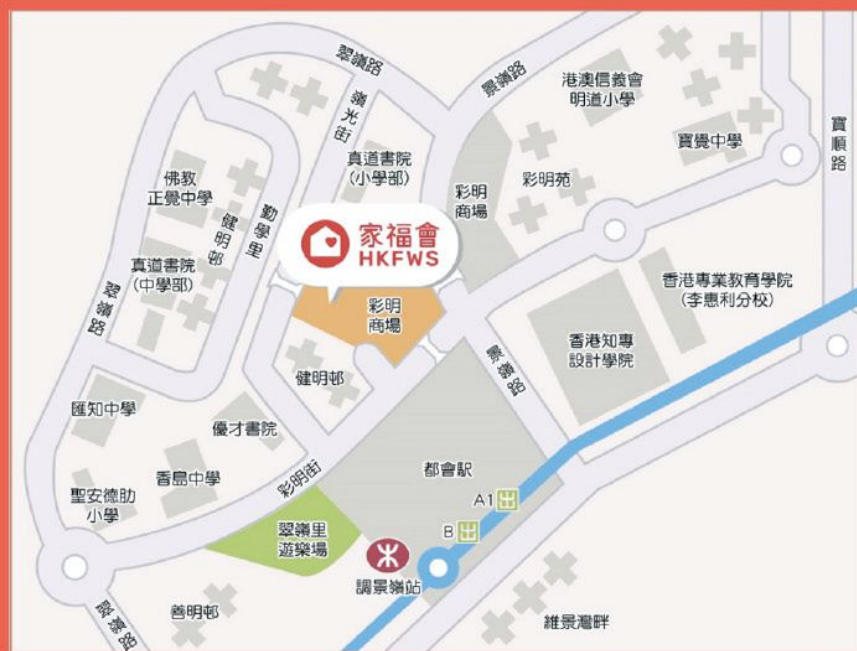 翠嶺路
景嶺路
港澳信義會
明道小學
嶺光街
寶順路
寶覺中學
真道書院
(小學部)
彩明
商場
彩明苑
佛教
正覺中學
勤學里
健明邨
家福會
HKFWS
真道書院
(中學部)
香港專業教育學院
(李惠利分校)
翠嶺路
彩明
商場
香港知專
設計學院
景嶺路
健明邨
匯知中學
優才書院
都會駅
彩明街
香島中學
聖安德肋
小學
A1
B
翠嶺里
遊樂場
調景嶺站
善明邨
翠嶺路
維景灣畔